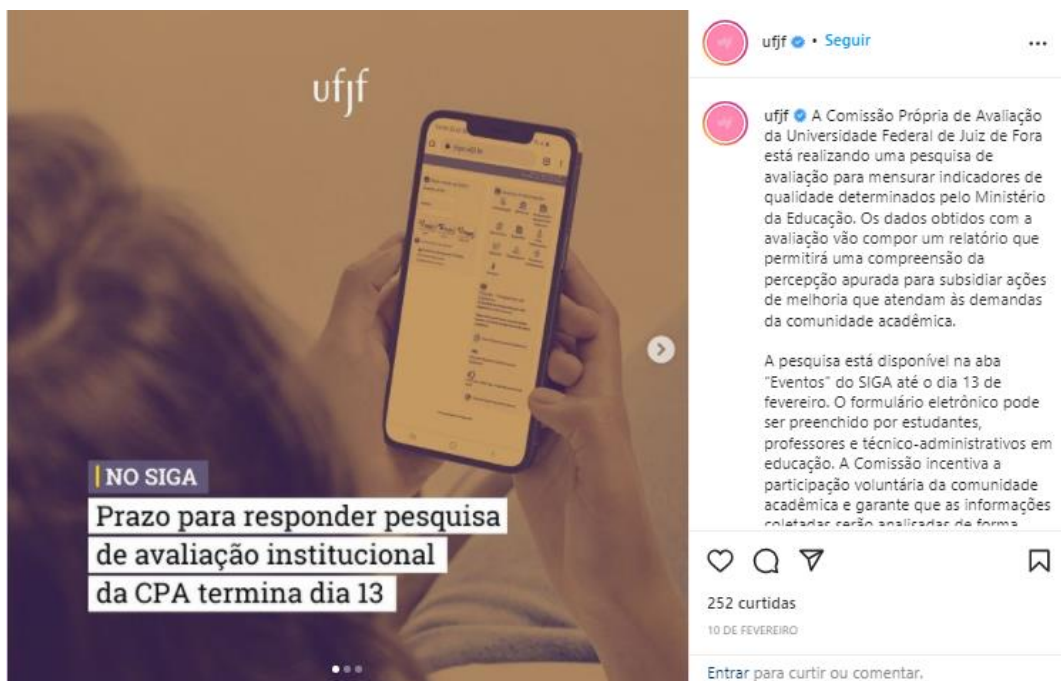 ufjf
NO SIGA
Prazo para responder pesquisa
de avaliação institucional
da CPA termina dia 13
ufjf • Seguir
ufjf A Comissão Própria de Avaliação
da Universidade Federal de Juiz de Fora
está realizando uma pesquisa de
avaliação para mensurar indicadores de
qualidade determinados pelo Ministério
da Educação. Os dados obtidos com a
avaliação vão compor um relatório que
permitirá uma compreensão da
percepção apurada para subsidiar ações
de melhoria que atendam às demandas
da comunidade acadêmica.
A pesquisa está disponível na aba
"Eventos" do SIGA até o dia 13 de
fevereiro. O formulário eletrônico pode
ser preenchido por estudantes,
professores e técnico-administrativos em
educação. A Comissão incentiva a
participação voluntária da comunidade
acadêmica e garante que as informações
coletadas serão analisadas de forma
252 curtidas
10 DE FEVEREIRO
Entrar para curtir ou comentar.